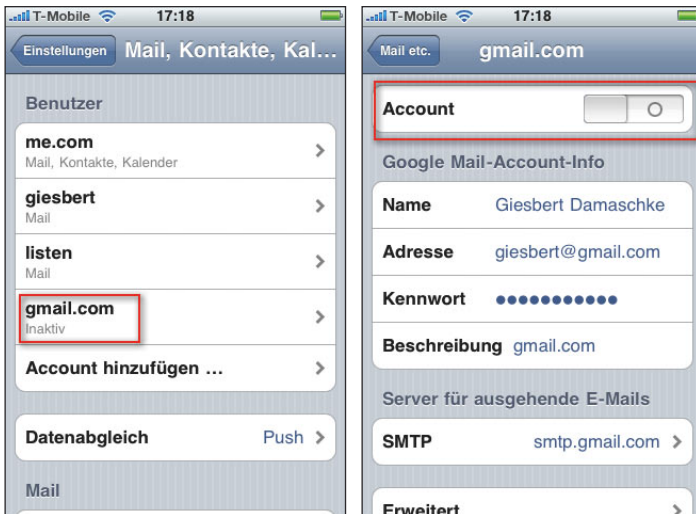 T-Mobile 17:18
Einstellungen Mail, Kontakte, Kal...
Benutzer
me.com
Mail, Kontakte, Kalender
giesbert
Mail
listen
Mail
gmail.com
Inaktiv
Account hinzufügen ...
Datenabgleich Push
Mail
T-Mobile 17:18
Mail etc. gmail.com
Account
Google Mail-Account-Info
Name Giesbert Damaschke
Adresse giesbert@gmail.com
Kennwort ●●●●●●●●●●●
Beschreibung gmail.com
Server für ausgehende E-Mails
SMTP smtp.gmail.com
Erweitert